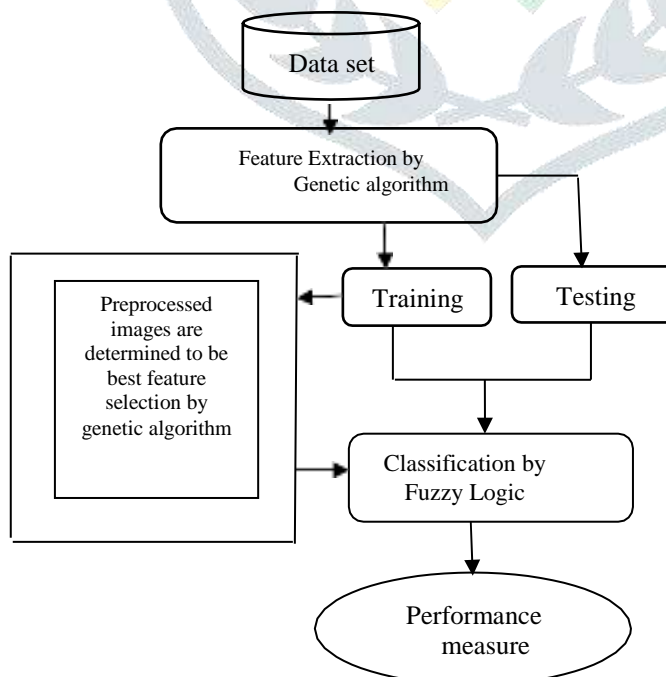 Data set
Feature Extraction by
Genetic algorithm
Training
Testing
Preprocessed
images are
determined to be
best feature
selection by
genetic algorithm
Classification by
Fuzzy Logic
Performance
measure